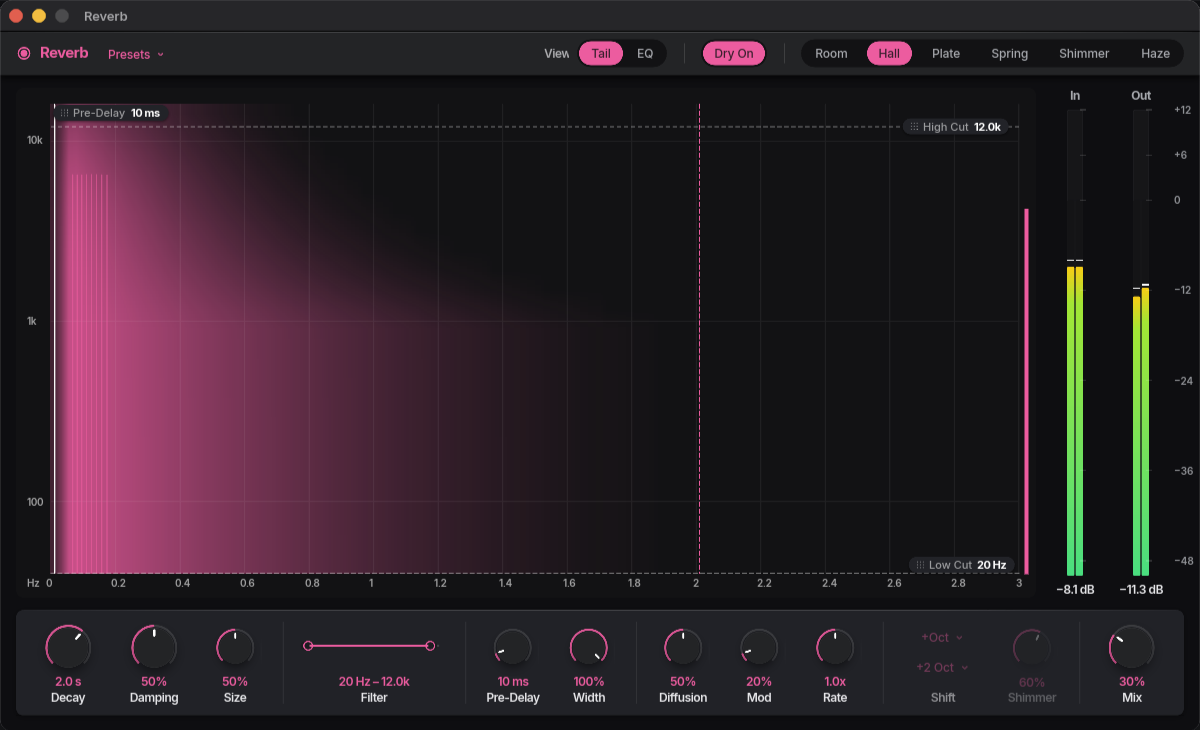 Reverb
Reverb Presets View Tail EQ Dry On Room Hall Plate Spring Shimmer Haze
In Out
+12
Pre-Delay 10 ms
High Cut 12.0k
10k
+6
0
−12
1k
−24
−36
100
−48
Low Cut 20 Hz
Hz 0 0.2 0.4 0.6 0.8 1 1.2 1.4 1.6 1.8 2 2.2 2.4 2.6 2.8 3
−8.1 dB −11.3 dB
+Oct
+2 Oct
2.0 s 50% 50% 20 Hz – 12.0k 10 ms 100% 50% 20% 1.0x 60% 30%
Decay Damping Size Filter Pre-Delay Width Diffusion Mod Rate Shift Shimmer Mix